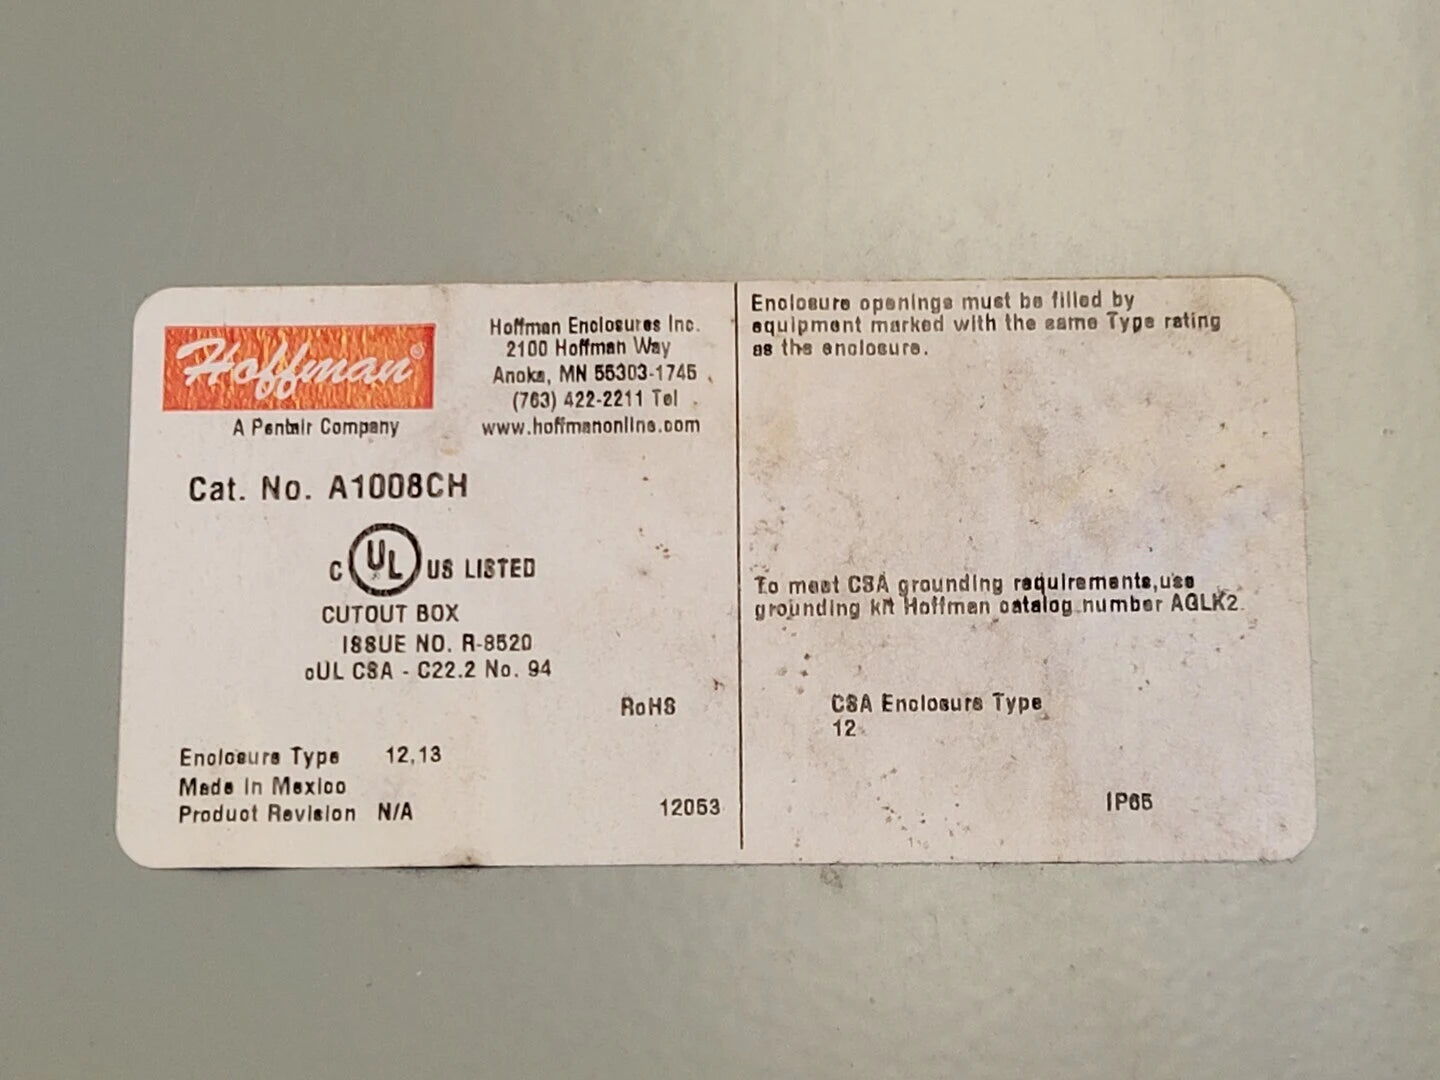 Hoffman®
A Pentair Company
Hoffman Enclosures Inc.
2100 Hoffman Way
Anoka, MN 55303-1745
(763) 422-2211 Tel
www.hoffmanonline.com
Cat. No. A1008CH
C UL US LISTED
CUTOUT BOX
ISSUE NO. R-8520
cUL CSA - C22.2 No. 94
RoHS
Enclosure Type 12,13
Made in Mexico
Product Revision N/A
12053
Enclosure openings must be filled by
equipment marked with the same Type rating
as the enclosure.
To meet CSA grounding requirements,use
grounding kit Hoffman catalog number AGLK2.
CSA Enclosure Type
12
IP65